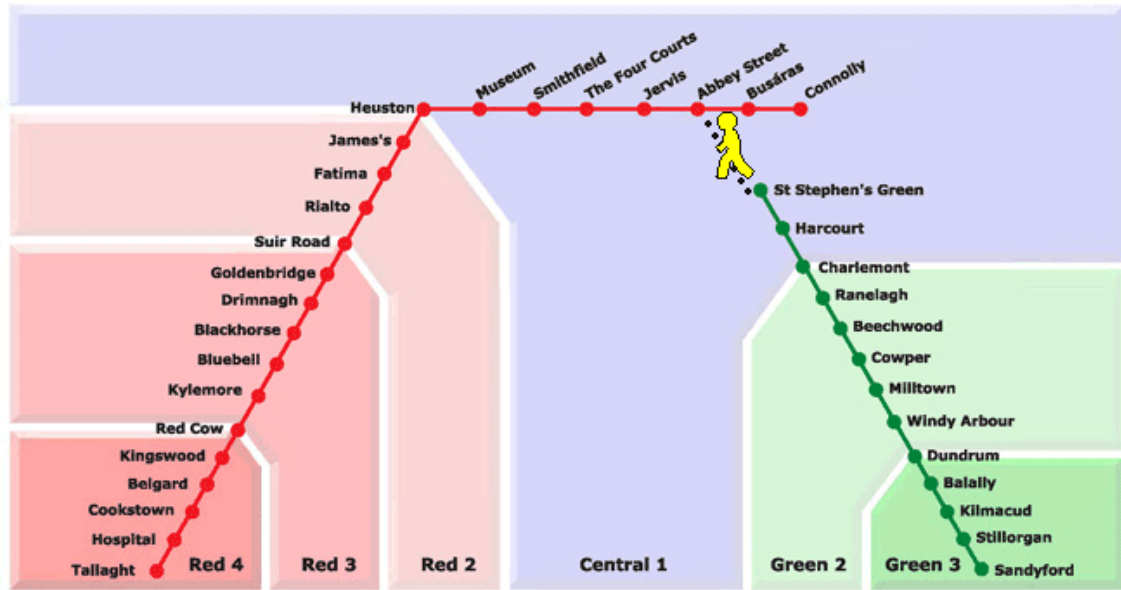 Museum
Smithfield
The Four Courts
Jervis
Abbey Street
Busáras
Connolly
Heuston
James's
Fatima
Rialto
Suir Road
Goldenbridge
Drimnagh
Blackhorse
Bluebell
Kylemore
Red Cow
Kingswood
Belgard
Cookstown
Hospital
Tallaght
St Stephen's Green
Harcourt
Charlemont
Ranelagh
Beechwood
Cowper
Milltown
Windy Arbour
Dundrum
Balally
Kilmacud
Stillorgan
Sandyford
Red 4
Red 3
Red 2
Central 1
Green 2
Green 3